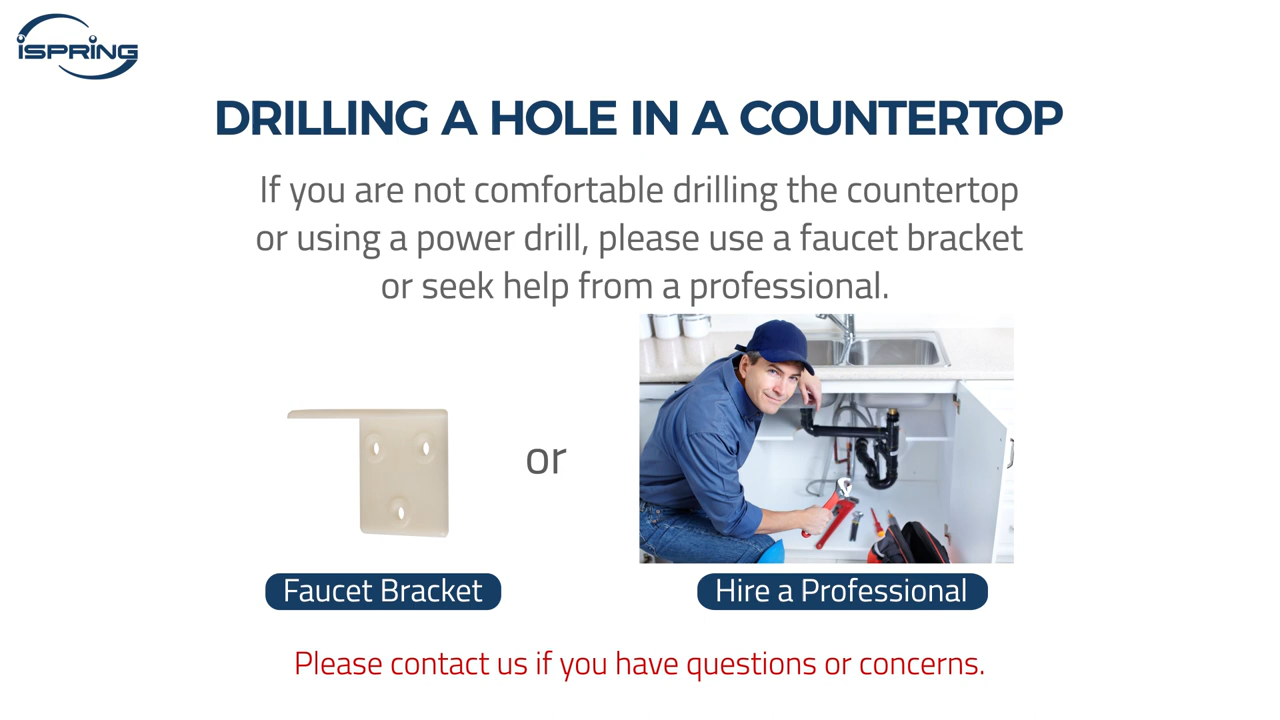 iSPRING
DRILLING A HOLE IN A COUNTERTOP
If you are not comfortable drilling the countertop
or using a power drill, please use a faucet bracket
or seek help from a professional.
or
Faucet Bracket
Hire a Professional
Please contact us if you have questions or concerns.